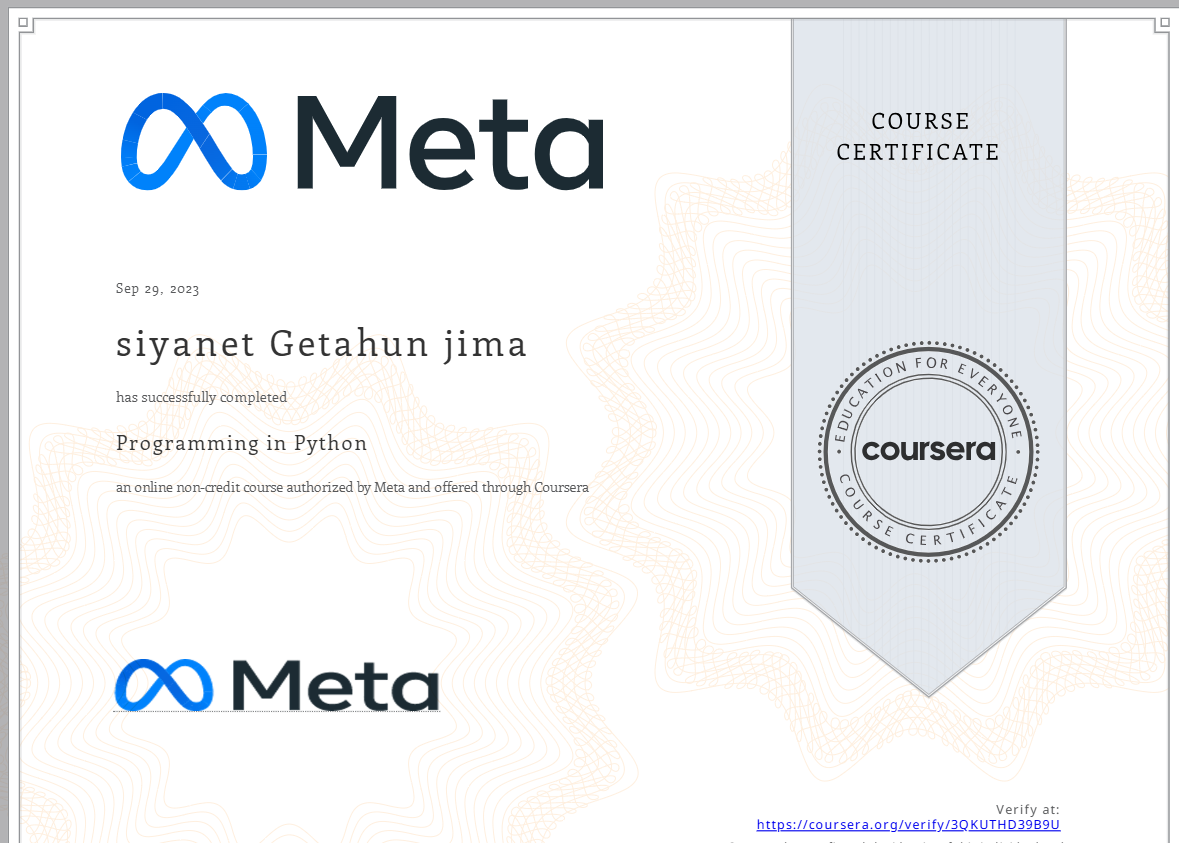 Meta
COURSE
CERTIFICATE
Sep 29, 2023
siyanet Getahun jima
has successfully completed
Programming in Python
an online non-credit course authorized by Meta and offered through Coursera
EDUCATION FOR EVERYONE
coursera
COURSE CERTIFICATE
Meta
Verify at:
https://coursera.org/verify/3QKUTHD39B9U